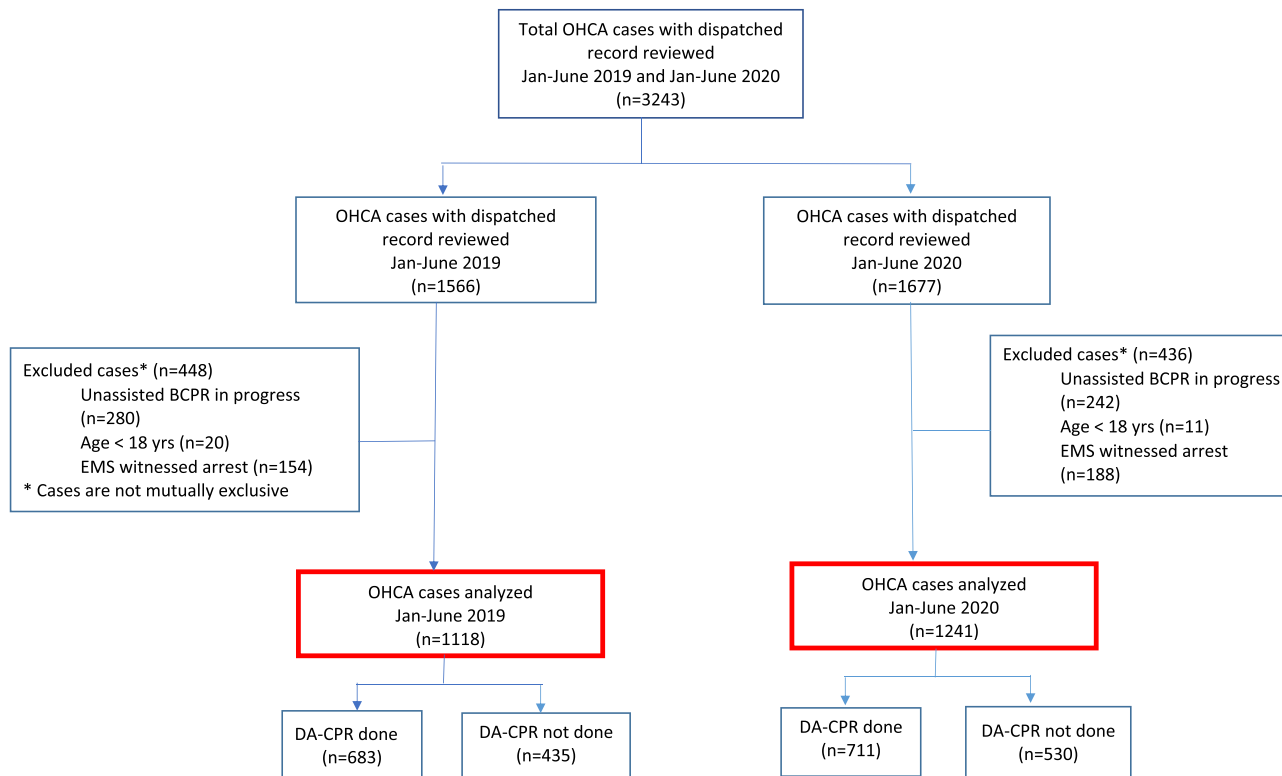 Total OHCA cases with dispatched
record reviewed
Jan-June 2019 and Jan-June 2020
(n=3243)
OHCA cases with dispatched
record reviewed
Jan-June 2019
(n=1566)
OHCA cases with dispatched
record reviewed
Jan-June 2020
(n=1677)
Excluded cases* (n=448)
Unassisted BCPR in progress
(n=280)
Age < 18 yrs (n=20)
EMS witnessed arrest (n=154)
* Cases are not mutually exclusive
Excluded cases* (n=436)
Unassisted BCPR in progress
(n=242)
Age < 18 yrs (n=11)
EMS witnessed arrest
(n=188)
OHCA cases analyzed
Jan-June 2019
(n=1118)
OHCA cases analyzed
Jan-June 2020
(n=1241)
DA-CPR done
(n=683)
DA-CPR not done
(n=435)
DA-CPR done
(n=711)
DA-CPR not done
(n=530)